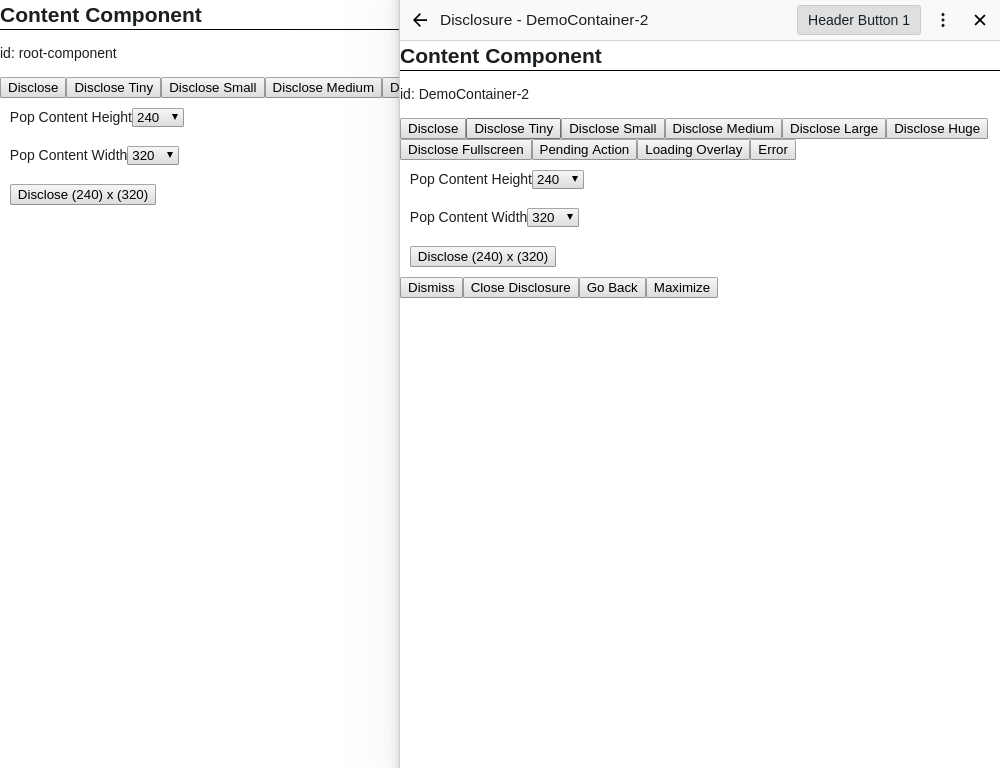 Content Component
id: root-component
Disclose Disclose Tiny Disclose Small Disclose Medium D
Pop Content Height 240
Pop Content Width 320
Disclose (240) x (320)
Disclosure - DemoContainer-2 Header Button 1
Content Component
id: DemoContainer-2
Disclose Disclose Tiny Disclose Small Disclose Medium Disclose Large Disclose Huge
Disclose Fullscreen Pending Action Loading Overlay Error
Pop Content Height 240
Pop Content Width 320
Disclose (240) x (320)
Dismiss Close Disclosure Go Back Maximize